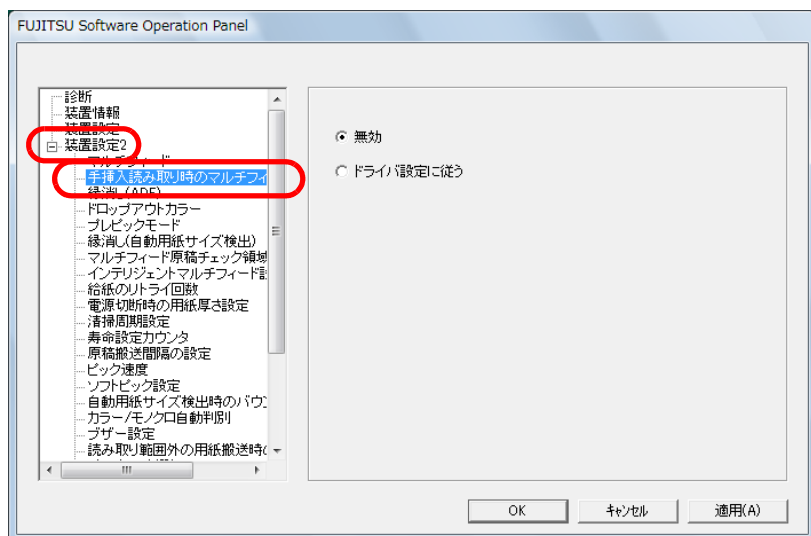 FUJITSU Software Operation Panel
診断
装置情報
装置設定
装置設定2
マルチフィード
手挿入読み取り時のマルチフィ
縁消し(ADF)
ドロップアウトカラー
プレピックモード
縁消し(自動用紙サイズ検出)
マルチフィード原稿チェック領域
インテリジェントマルチフィード
給紙のリトライ回数
電源切断時の用紙厚さ設定
清掃周期設定
寿命設定カウンタ
原稿搬送間隔の設定
ピック速度
ソフトピック設定
自動用紙サイズ検出時のバウ
カラー/モノクロ自動判別
ブザー設定
読み取り範囲外の用紙搬送時
無効
ドライバ設定に従う
OK
キャンセル
適用(A)